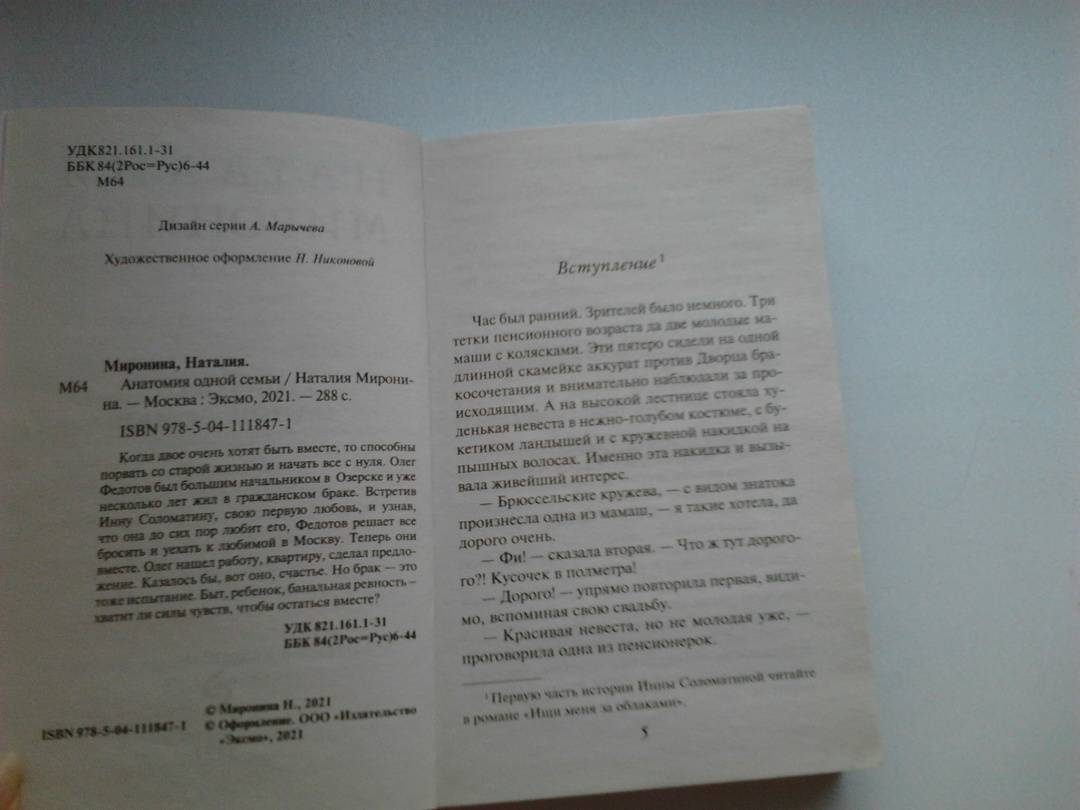 УДК 821.161.1-31
ББК 84(2Рос=Рус)6-44
М64
Дизайн серии А. Марычева
Художественное оформление Н. Никоновой
Миронина, Наталия.
М64 Анатомия одной семьи / Наталия Мирони-
на. — Москва : Эксмо, 2021. — 288 с.
ISBN 978-5-04-111847-1
Когда двое очень хотят быть вместе, то способны
порвать со старой жизнью и начать все с нуля. Олег
Федотов был большим начальником в Озерске и уже
несколько лет жил в гражданском браке. Встретив
Инну Соломатину, свою первую любовь, и узнав,
что она до сих пор любит его, Федотов решает все
бросить и уехать к любимой в Москву. Теперь они
вместе. Олег нашел работу, квартиру, сделал предло-
жение. Казалось бы, вот оно, счастье. Но брак — это
тоже испытание. Быт, ребенок, банальная ревность —
хватит ли силы чувств, чтобы остаться вместе?
УДК 821.161.1-31
ББК 84(2Рос=Рус)6-44
© Миронина Н., 2021
© Оформление. ООО «Издательство
«Эксмо», 2021
ISBN 978-5-04-111847-1
Вступление¹
Час был ранний. Зрителей было немного. Три
тетки пенсионного возраста да две молодые ма-
маши с колясками. Эти пятеро сидели на одной
длинной скамейке аккурат против Дворца бра-
косочетания и внимательно наблюдали за про-
исходящим. А на высокой лестнице стояла ху-
денькая невеста в нежно-голубом костюме, с бу-
кетиком ландышей и с кружевной накидкой на
пышных волосах. Именно эта накидка и вызы-
вала живейший интерес.
— Брюссельские кружева, — с видом знатока
произнесла одна из мамаш, — я такие хотела, да
дорого очень.
— Фи! — сказала вторая. — Что ж тут дорого-
го?! Кусочек в полметра!
— Дорого! — упрямо повторила первая, види-
мо, вспоминая свою свадьбу.
— Красивая невеста, но не молодая уже, —
проговорила одна из пенсионерок.
¹ Первую часть истории Инны Соломатиной читайте
в романе «Ищи меня за облаками».
5